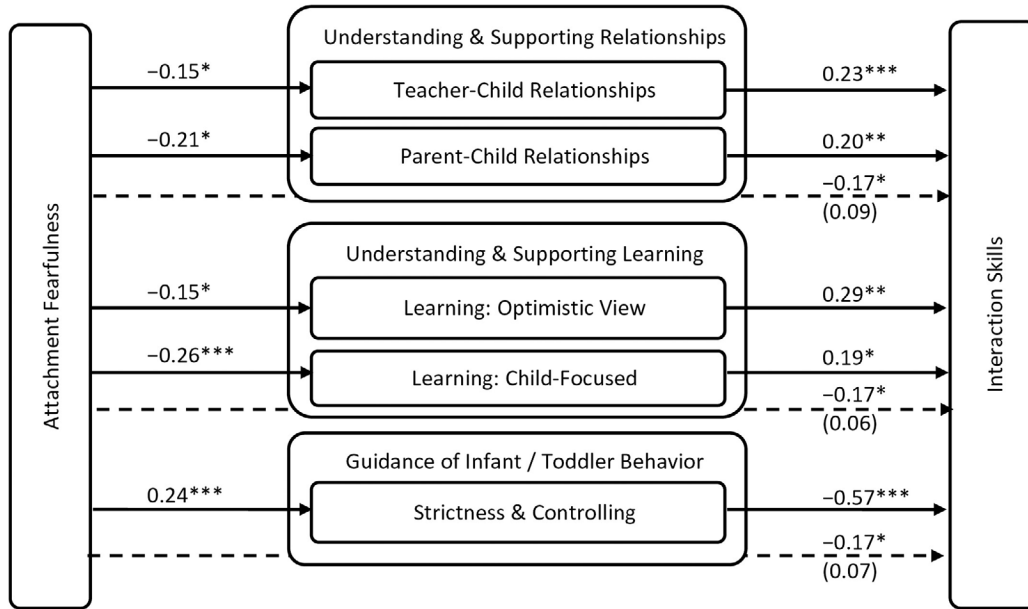 Attachment Fearfulness
Understanding & Supporting Relationships
−0.15*
Teacher-Child Relationships
0.23***
−0.21*
Parent-Child Relationships
0.20**
−0.17*
(0.09)
Understanding & Supporting Learning
−0.15*
Learning: Optimistic View
0.29**
−0.26***
Learning: Child-Focused
0.19*
−0.17*
(0.06)
Guidance of Infant / Toddler Behavior
0.24***
Strictness & Controlling
−0.57***
−0.17*
(0.07)
Interaction Skills